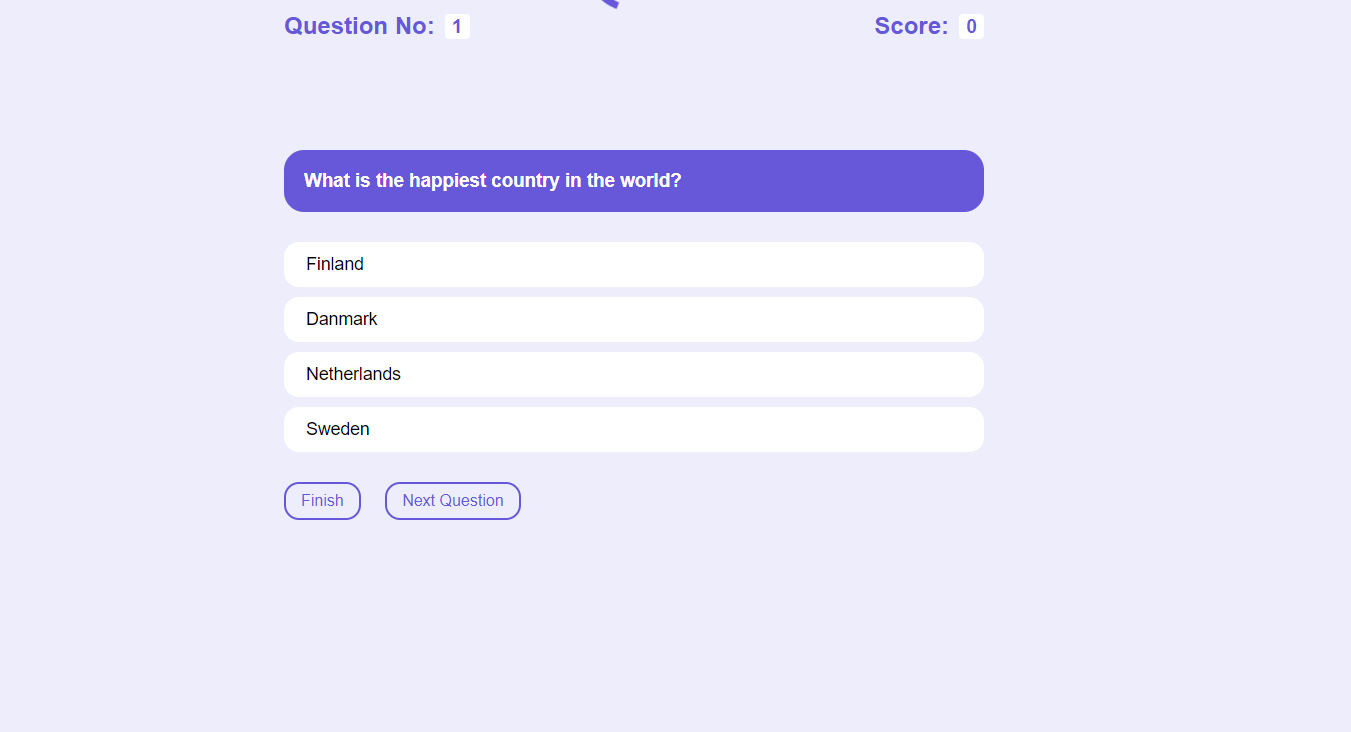 Question No: 1
Score: 0
What is the happiest country in the world?
Finland
Danmark
Netherlands
Sweden
Finish
Next Question